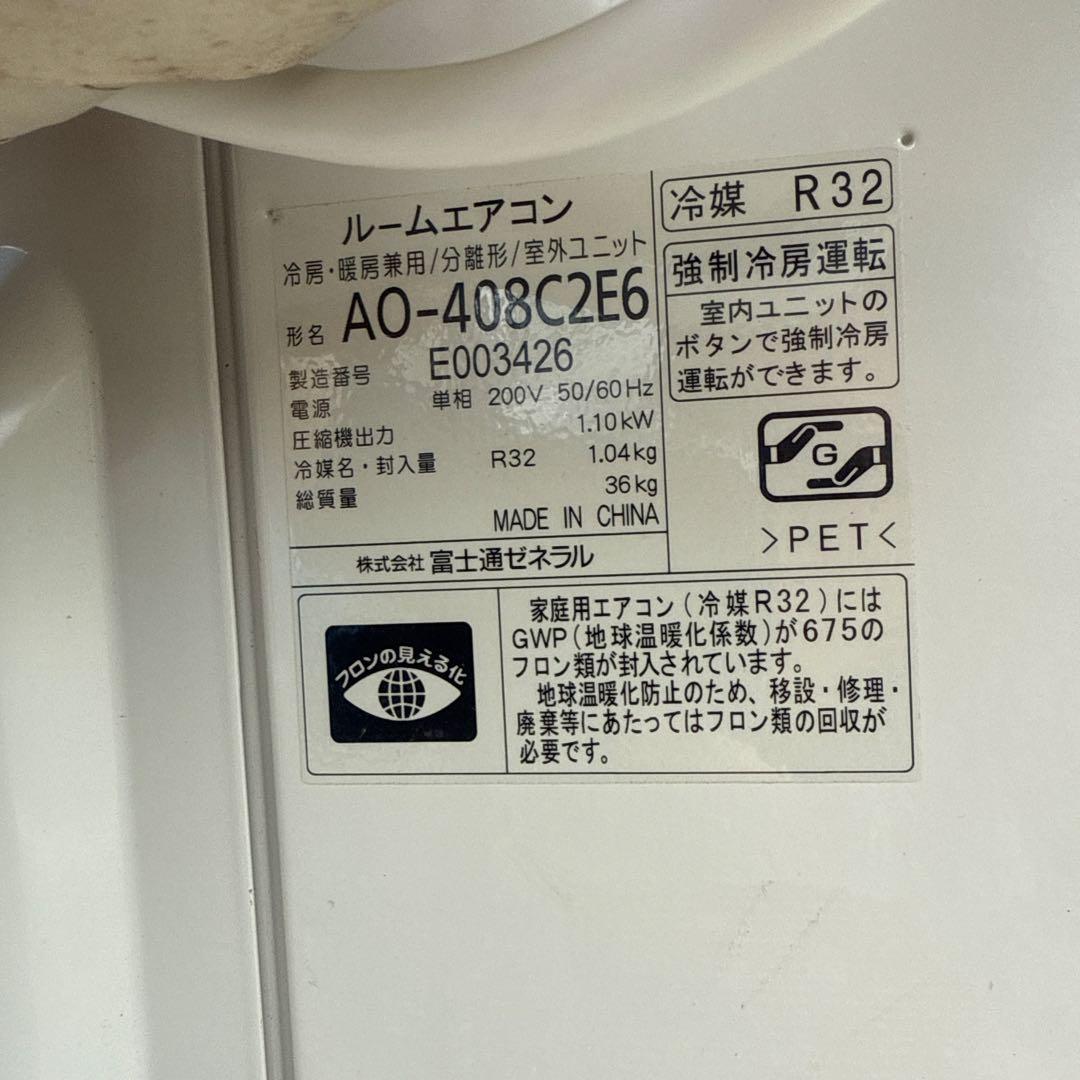 ルームエアコン
冷房・暖房兼用/分離形/室外ユニット
形名 AO-408C2E6
製造番号 E003426
電源 単相 200V 50/60Hz
圧縮機出力 1.10kW
冷媒名・封入量 R32 1.04kg
総質量 36kg
MADE IN CHINA
株式会社 富士通ゼネラル
冷媒 R32
強制冷房運転
室内ユニットの
ボタンで強制冷房
運転ができます。
G
>PET<
フロンの見える化
家庭用エアコン(冷媒R32)には
GWP(地球温暖化係数)が675の
フロン類が封入されています。
地球温暖化防止のため、移設・修理・
廃棄等にあたってはフロン類の回収が
必要です。